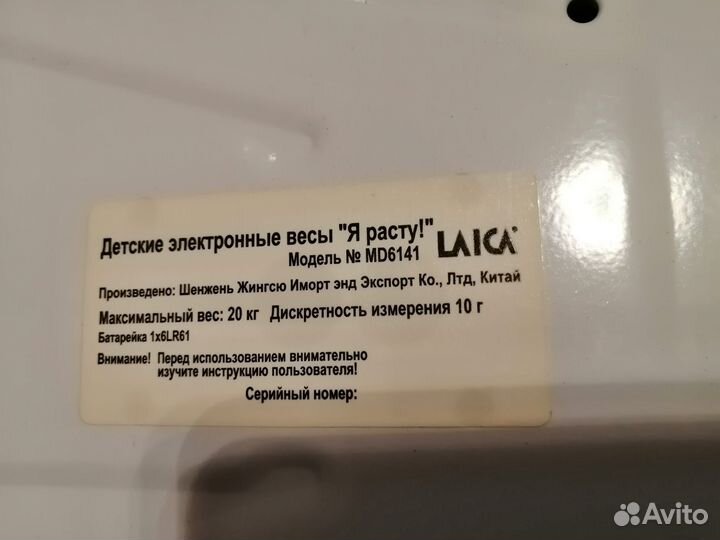 Детские электронные весы "Я расту!" LAICA
Модель № MD6141
Произведено: Шенжень Жингсю Иморт энд Экспорт Ко., Лтд, Китай
Максимальный вес: 20 кг Дискретность измерения 10 г
Батарейка 1x6LR61
Внимание! Перед использованием внимательно
изучите инструкцию пользователя!
Серийный номер:
Avito